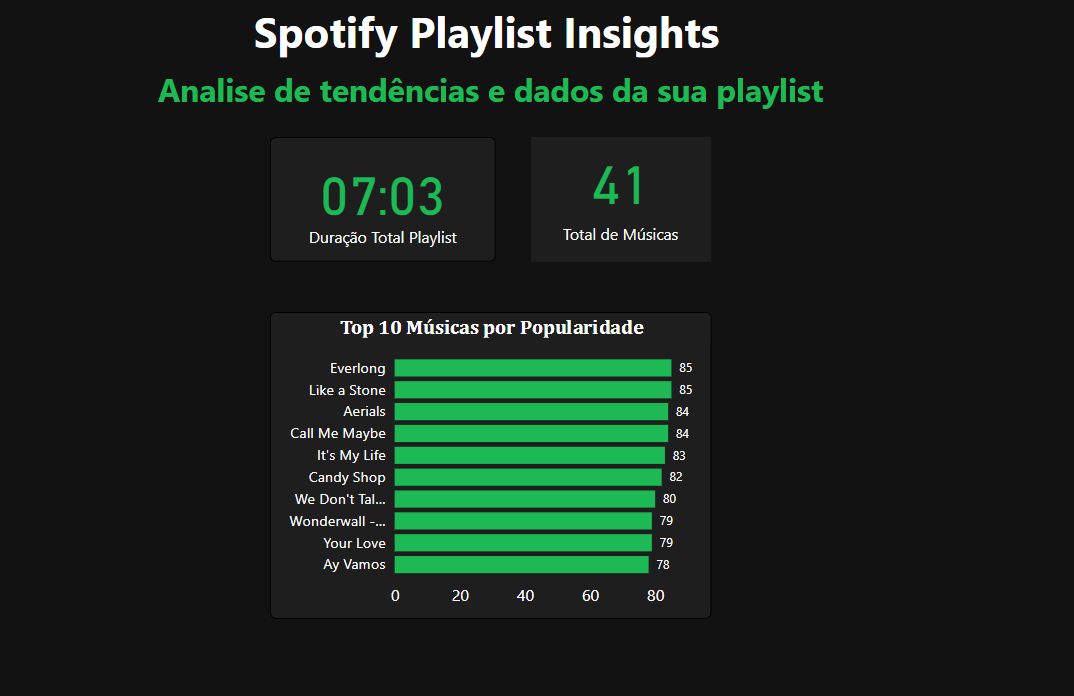 Spotify Playlist Insights
Analise de tendências e dados da sua playlist
07:03
Duração Total Playlist
41
Total de Músicas
Top 10 Músicas por Popularidade
Everlong 85
Like a Stone 85
Aerials 84
Call Me Maybe 84
It's My Life 83
Candy Shop 82
We Don't Tal... 80
Wonderwall -... 79
Your Love 79
Ay Vamos 78
0 20 40 60 80